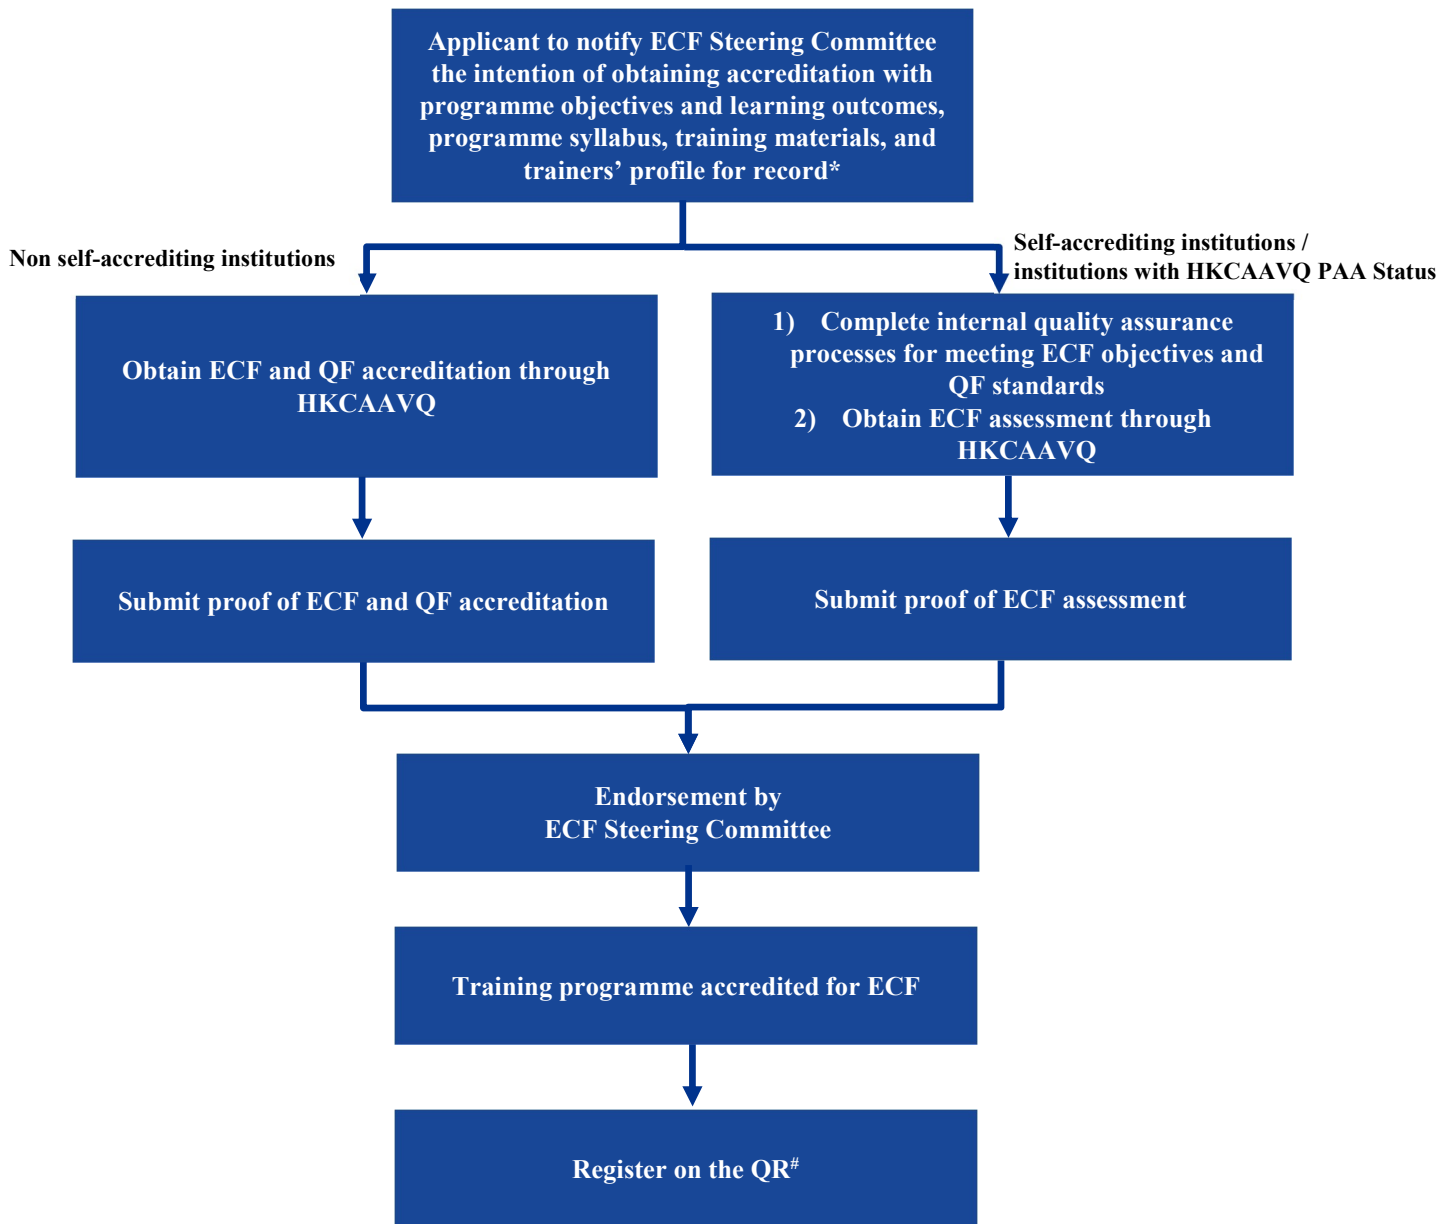 Applicant to notify ECF Steering Committee
the intention of obtaining accreditation with
programme objectives and learning outcomes,
programme syllabus, training materials, and
trainers’ profile for record*
Non self-accrediting institutions
Self-accrediting institutions /
institutions with HKCAAVQ PAA Status
Obtain ECF and QF accreditation through
HKCAAVQ
1) Complete internal quality assurance
processes for meeting ECF objectives and
QF standards
2) Obtain ECF assessment through
HKCAAVQ
Submit proof of ECF and QF accreditation
Submit proof of ECF assessment
Endorsement by
ECF Steering Committee
Training programme accredited for ECF
Register on the QR#